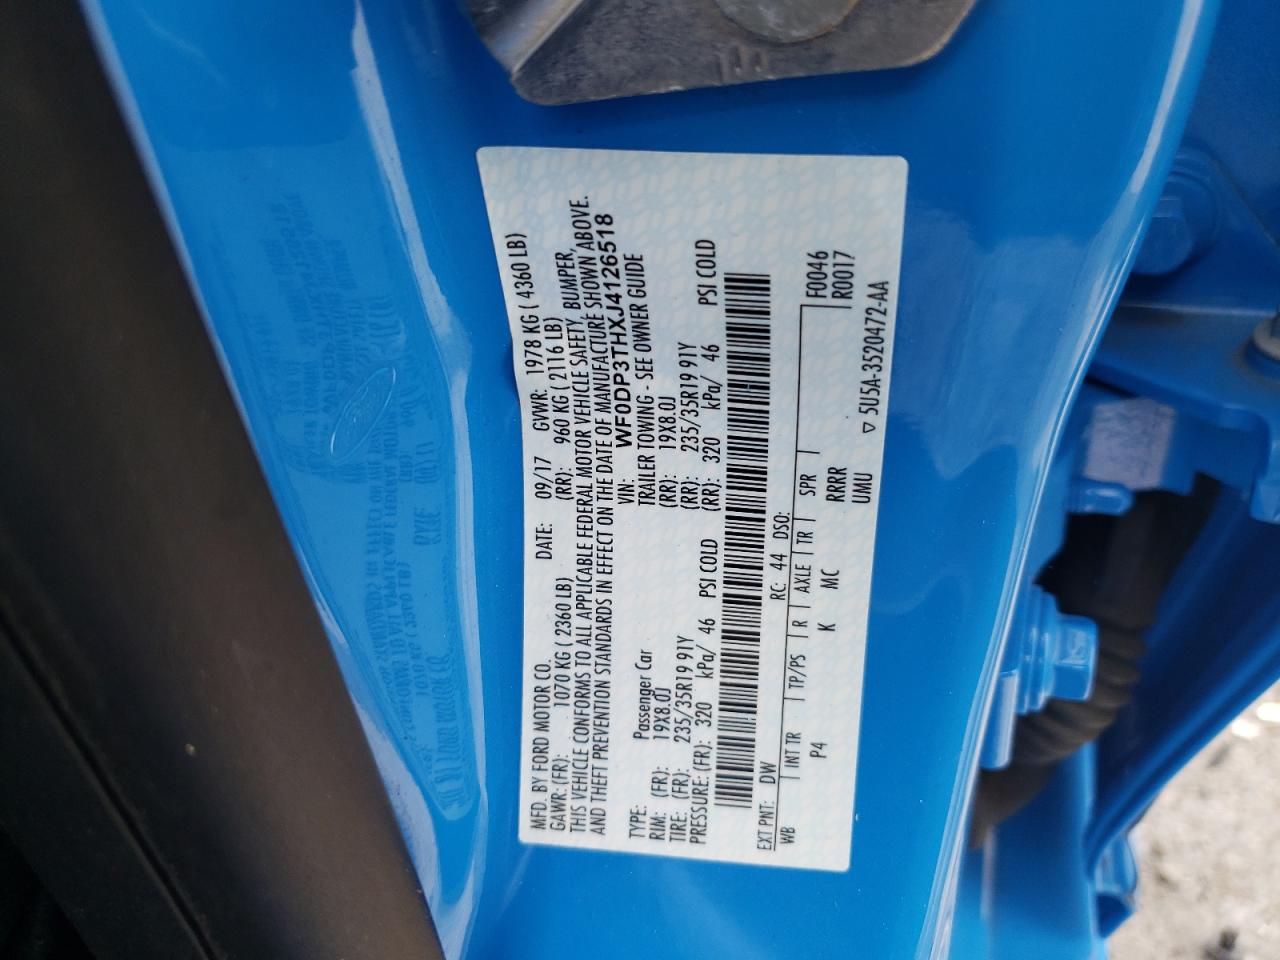 MFD. BY FORD MOTOR CO. DATE: 09/17 GVWR: 1978 KG ( 4360 LB)
GAWR: (FR): 1070 KG ( 2360 LB) (RR): 960 KG ( 2116 LB)
THIS VEHICLE CONFORMS TO ALL APPLICABLE FEDERAL MOTOR VEHICLE SAFETY, BUMPER,
AND THEFT PREVENTION STANDARDS IN EFFECT ON THE DATE OF MANUFACTURE SHOWN ABOVE.
VIN: WF0DP3THXJ4126518
TYPE: Passenger Car TRAILER TOWING - SEE OWNER GUIDE
RIM: (FR): 19X8.0J (RR): 19X8.0J
TIRE: (FR): 235/35R19 91Y (RR): 235/35R19 91Y
PRESSURE: (FR): 320 kPa/ 46 PSI COLD (RR): 320 kPa/ 46 PSI COLD
EXT PNT: DW RC: 44 DSO:
WB INT TR TP/PS R AXLE TR SPR F0046
P4 K MC RRRR R0017
UMU ▽ 5U5A-3520472-AA